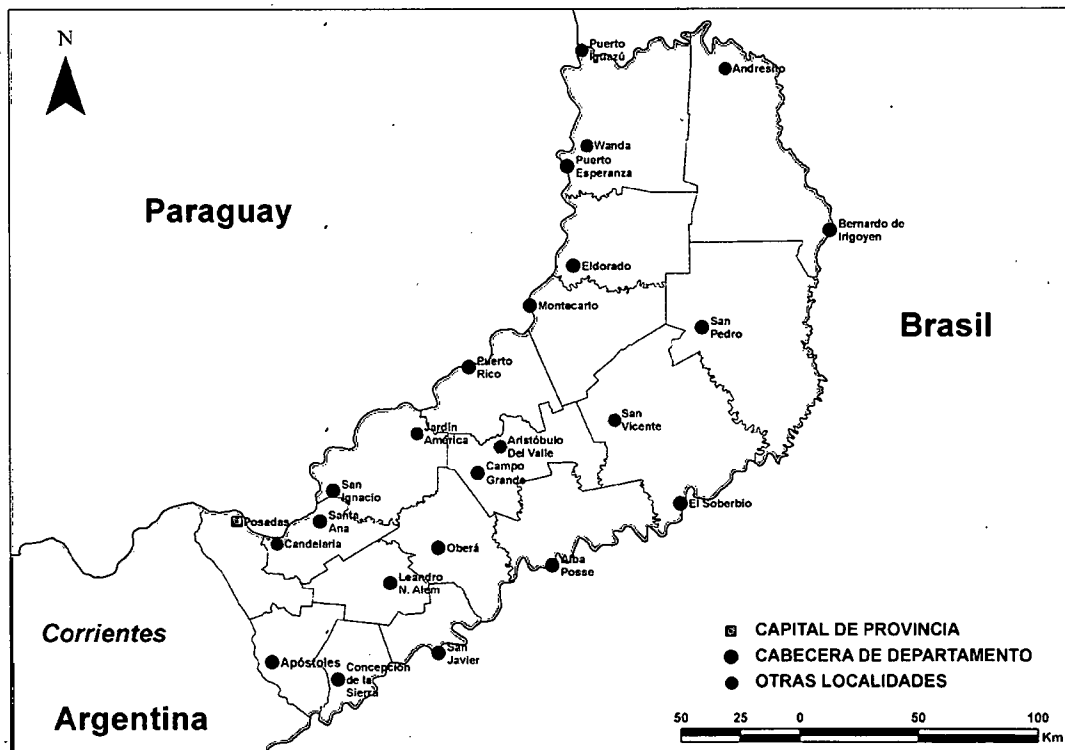 N
Puerto
Iguazú
Andresito
Wanda
Puerto
Esperanza
Paraguay
Bernardo de
Irigoyen
Eldorado
Montecarlo
San
Pedro
Brasil
Puerto
Rico
San
Vicente
Jardín
América
Aristóbulo
Del Valle
Campo
Grande
San
Ignacio
El Soberbio
Posadas
Santa
Ana
Candelaria
Oberá
Alba
Posse
Leandro
N. Alem
Corrientes
San
Javier
Apóstoles
Concepción
de la
Sierra
Argentina
CAPITAL DE PROVINCIA
CABECERA DE DEPARTAMENTO
OTRAS LOCALIDADES
50 25 0 50 100
Km